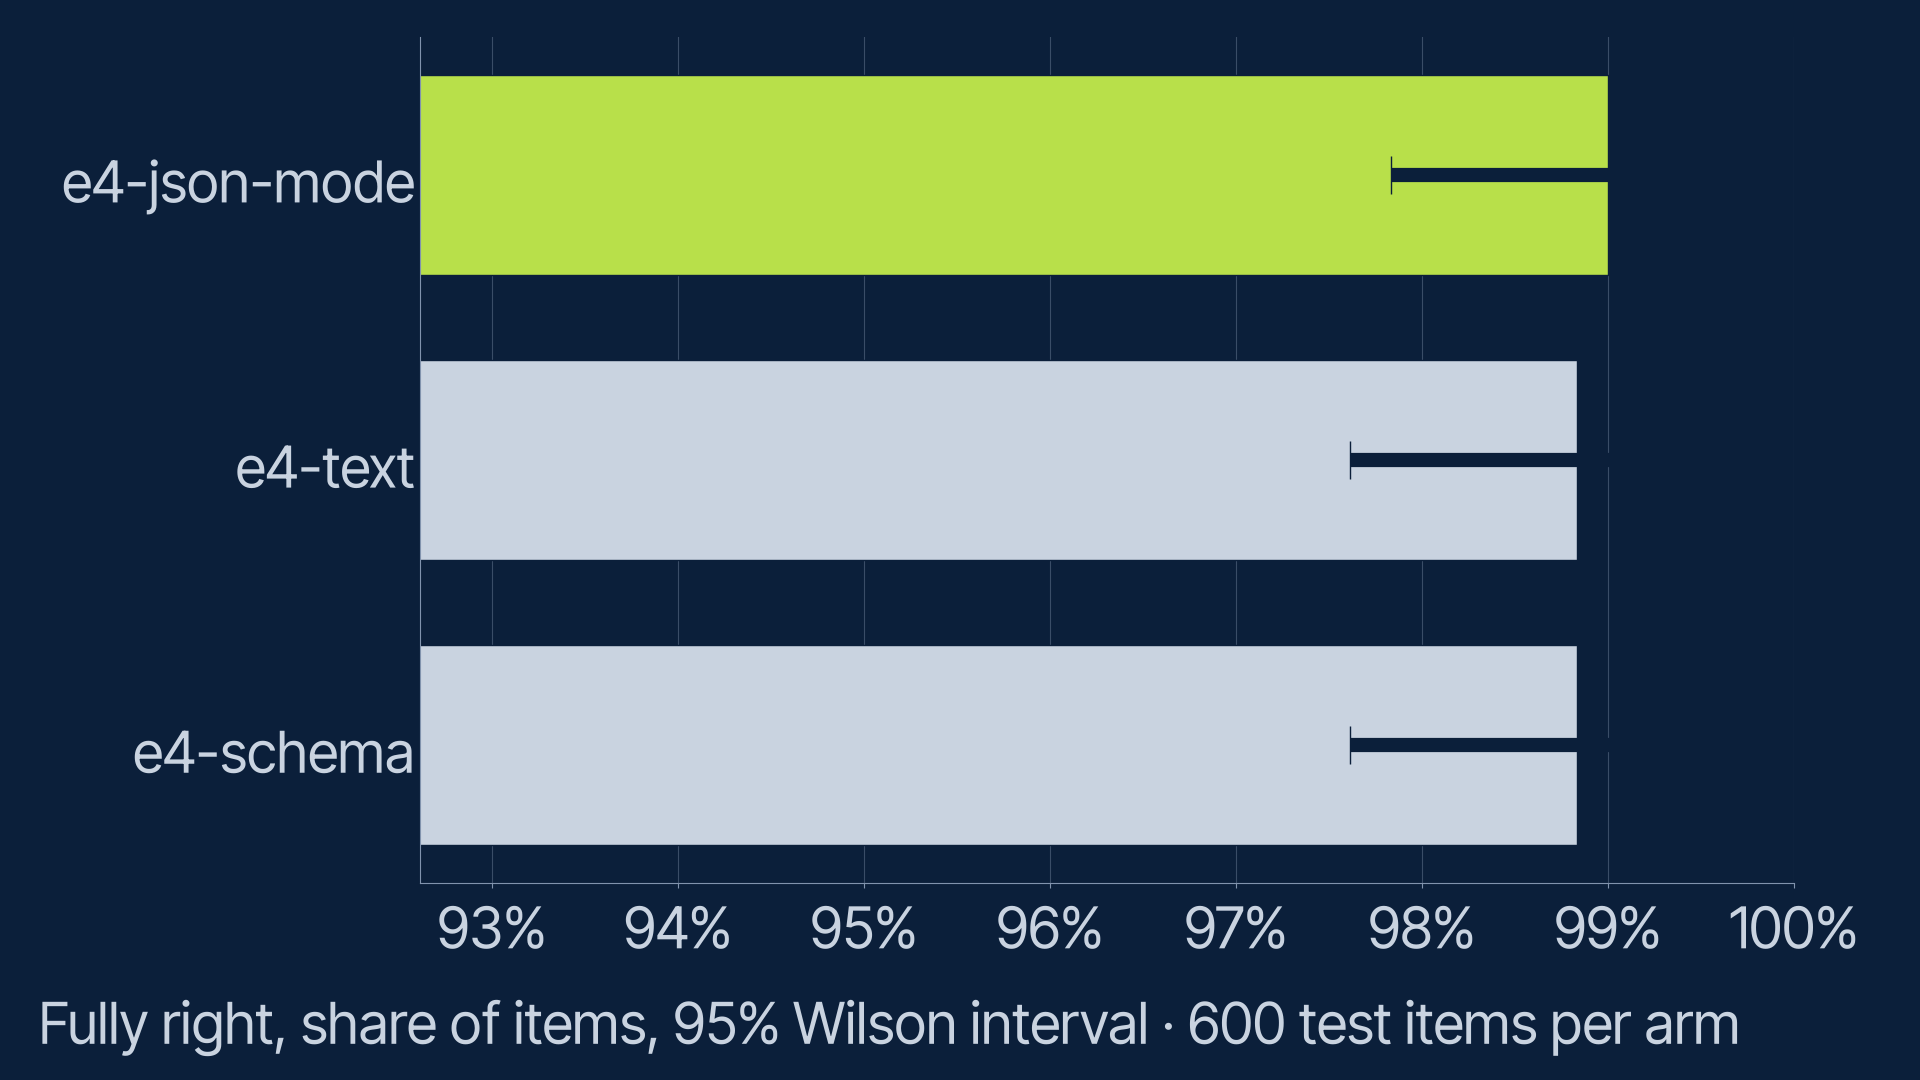 e4-json-mode
e4-text
e4-schema
93% 94% 95% 96% 97% 98% 99% 100%
Fully right, share of items, 95% Wilson interval · 600 test items per arm